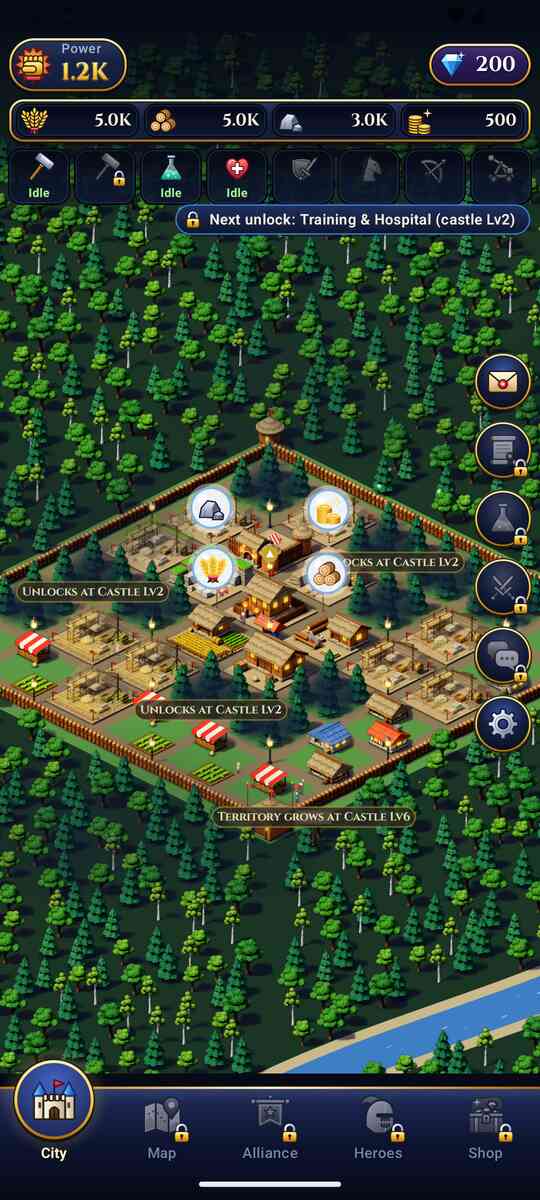 Power
1.2K
200
5.0K
5.0K
3.0K
500
Idle
Idle
Idle
Next unlock: Training & Hospital (castle Lv2)
OCKS AT CASTLE LV2
UNLOCKS AT CASTLE LV2
UNLOCKS AT CASTLE LV2
TERRITORY GROWS AT CASTLE LV6
City
Map
Alliance
Heroes
Shop